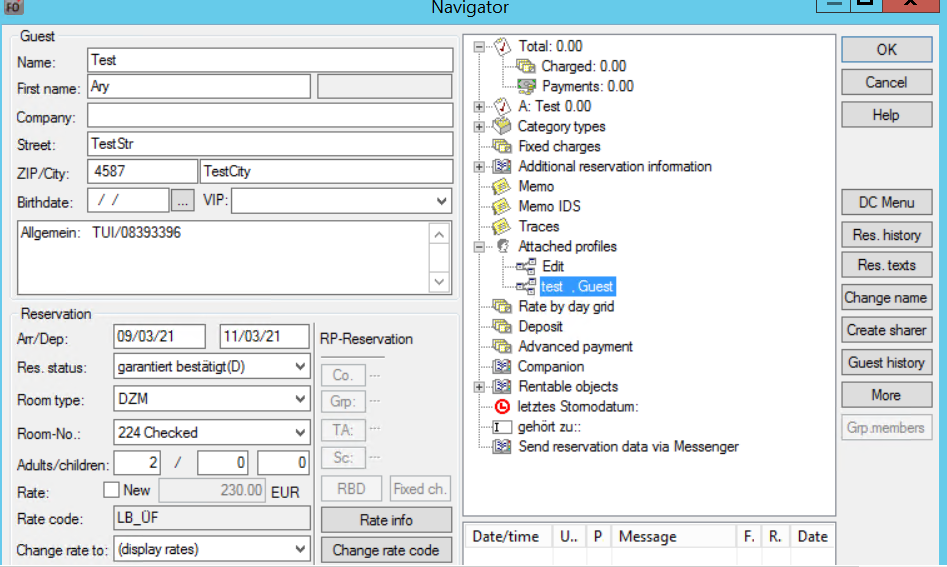 FO
Navigator
Guest
Name: Test
First name: Ary
Company:
Street: TestStr
ZIP/City: 4587 TestCity
Birthdate: / / ... VIP:
Allgemein: TUI/08393396
Reservation
Arr/Dep: 09/03/21 11/03/21
Res. status: garantiert bestätigt(D)
Room type: DZM
Room-No.: 224 Checked
Adults/children: 2 / 0 0
Rate: New 230.00 EUR
Rate code: LB_ÜF
Change rate to: (display rates)
RP-Reservation
Co. ---
Grp: ---
TA: ---
Sc: ---
RBD Fixed ch.
Rate info
Change rate code
Total: 0.00
Charged: 0.00
Payments: 0.00
A: Test 0.00
Category types
Fixed charges
Additional reservation information
Memo
Memo IDS
Traces
Attached profiles
Edit
test , Guest
Rate by day grid
Deposit
Advanced payment
Companion
Rentable objects
letztes Stornodatum:
gehört zu::
Send reservation data via Messenger
Date/time U.. P Message F. R. Date
OK
Cancel
Help
DC Menu
Res. history
Res. texts
Change name
Create sharer
Guest history
More
Grp.members